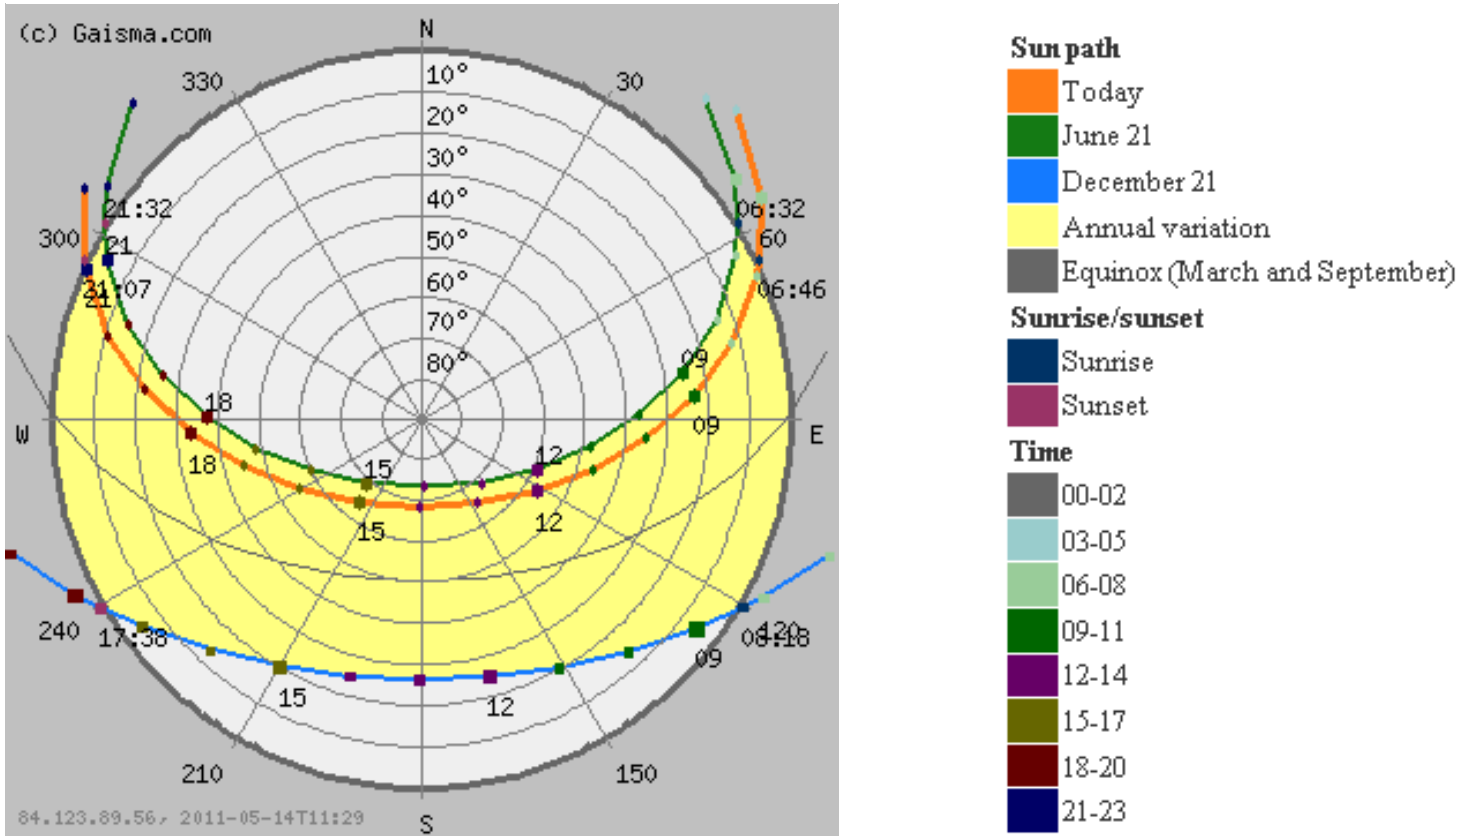 (c) Gaisma.com
N
330
30
10°
20°
30°
40°
50°
60°
70°
80°
21:32
06:32
300
21
60
21:07
21
06:46
09
18
09
W
E
18
15
12
15
12
240
17:38
08:18
120
09
15
12
210
150
84.123.89.56, 2011-05-14T11:29
S
Sun path
Today
June 21
December 21
Annual variation
Equinox (March and September)
Sunrise/sunset
Sunrise
Sunset
Time
00-02
03-05
06-08
09-11
12-14
15-17
18-20
21-23